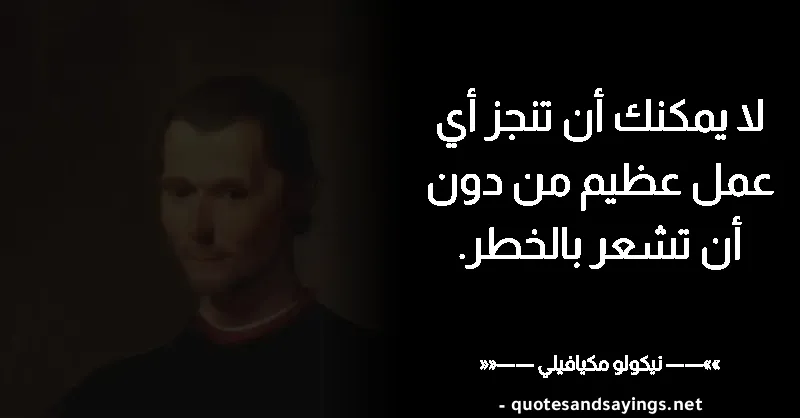 لا يمكنك أن تنجز أي
عمل عظيم من دون
أن تشعر بالخطر.
»»——— نيكولو مكيافيلي ———««
- quotesandsayings.net